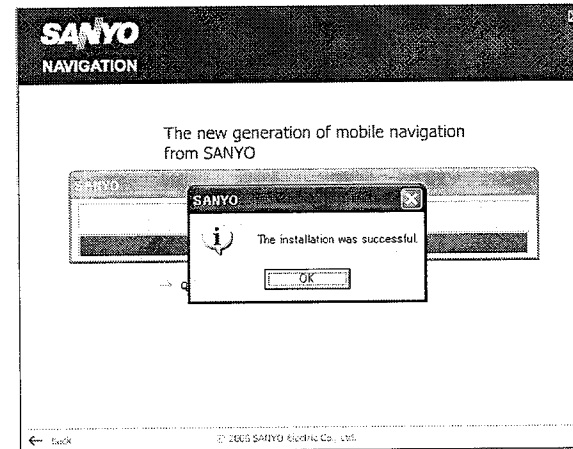 SANYO
NAVIGATION
The new generation of mobile navigation
from SANYO
SANYO
SANYO
The installation was successful.
OK
← Back
© 2005 SANYO Electric Co., Ltd.